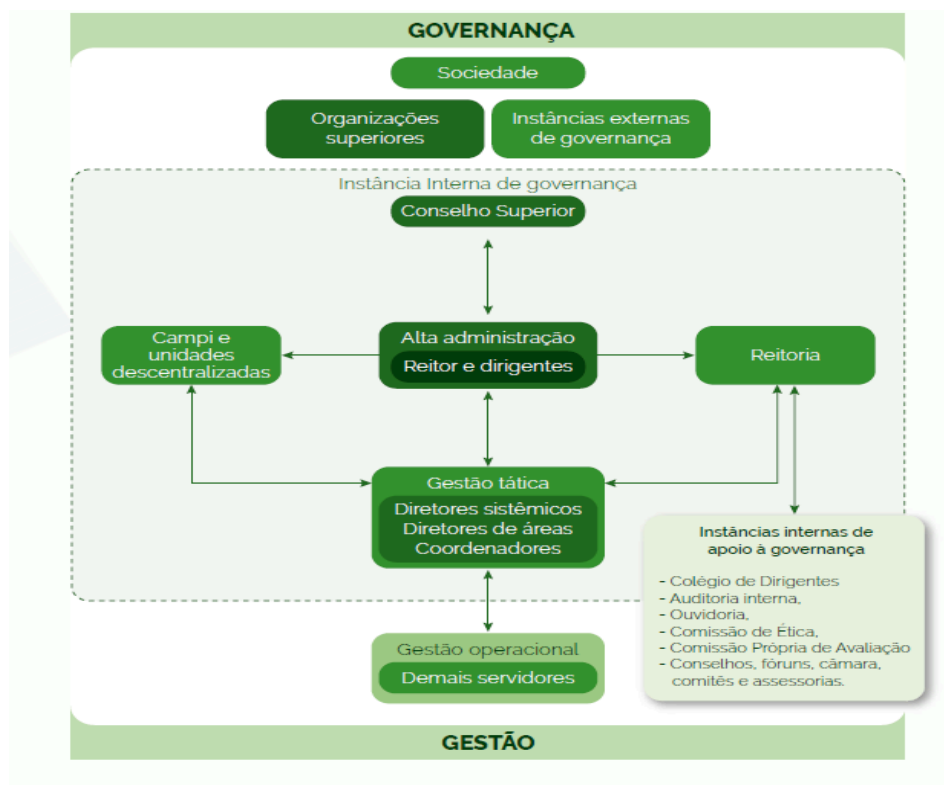 GOVERNANÇA
Sociedade
Organizações
superiores
Instâncias externas
de governança
Instância Interna de governança
Conselho Superior
Campi e
unidades
descentralizadas
Alta administração
Reitor e dirigentes
Reitoria
Gestão tática
Diretores sistêmicos
Diretores de áreas
Coordenadores
Instâncias internas de
apoio à governança
- Colégio de Dirigentes
- Auditoria interna,
- Ouvidoria,
- Comissão de Ética,
- Comissão Própria de Avaliação
- Conselhos, fóruns, câmara,
comitês e assessorias.
Gestão operacional
Demais servidores
GESTÃO